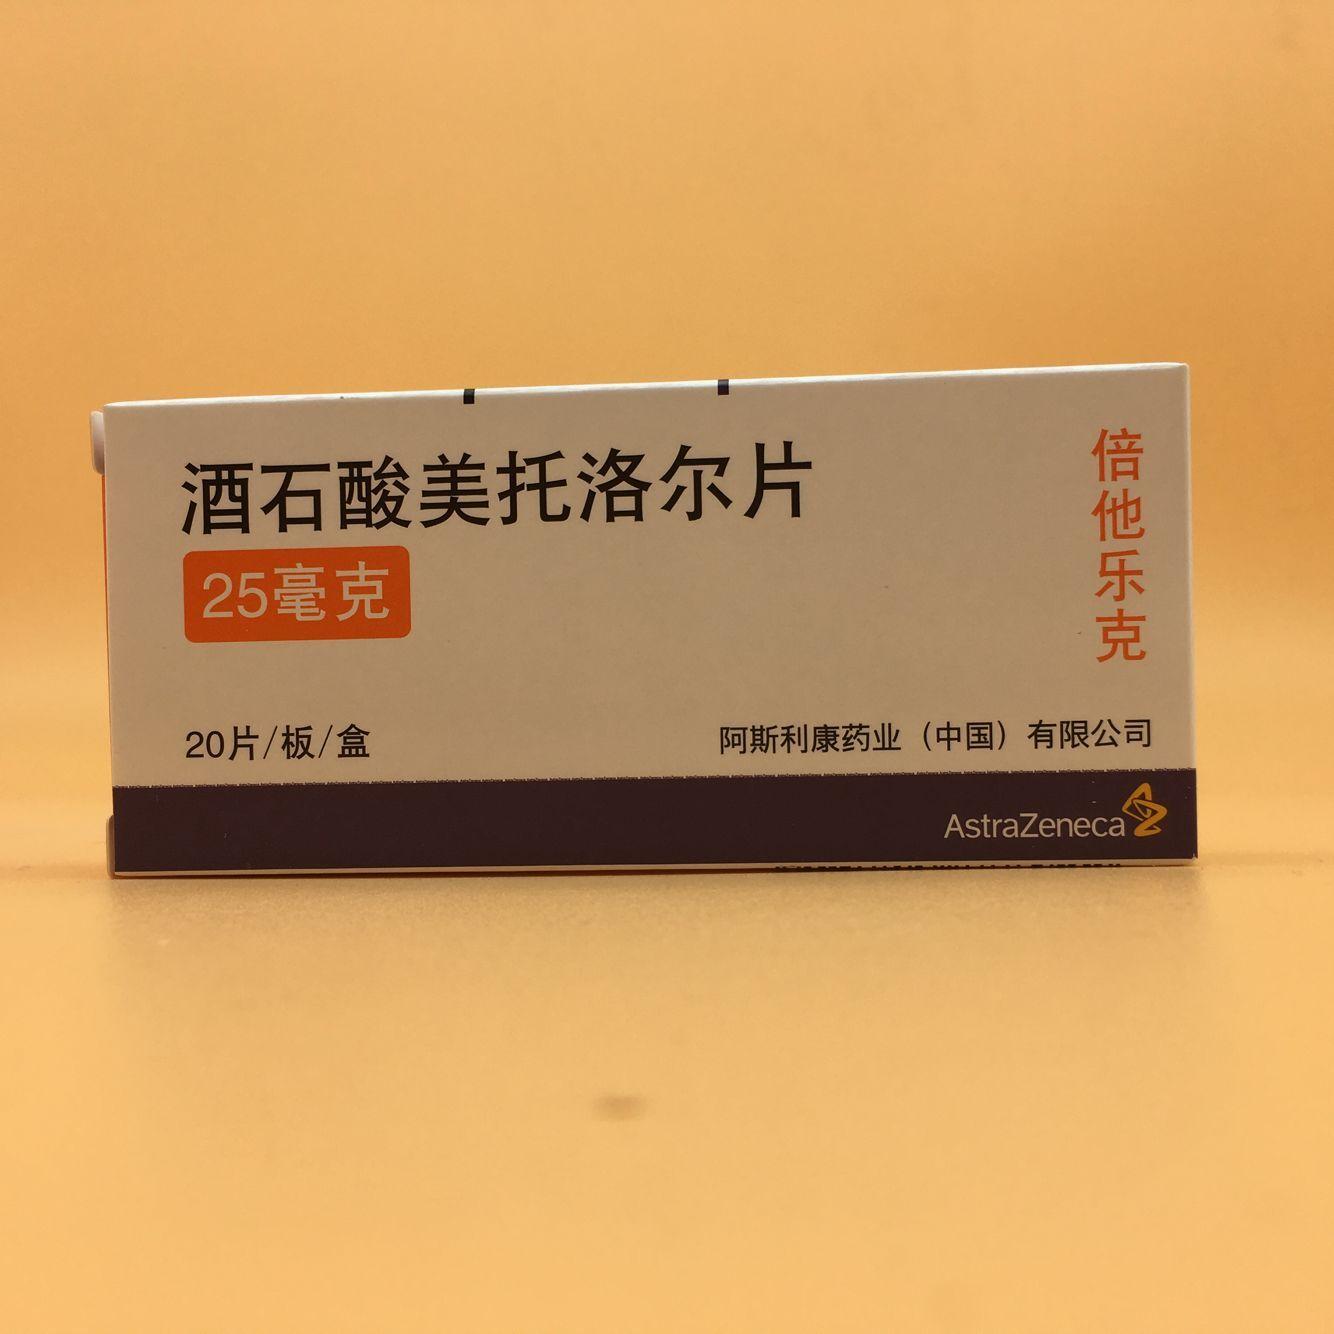 酒石酸美托洛尔片
25毫克
倍他乐克
20片/板/盒
阿斯利康药业（中国）有限公司
AstraZeneca